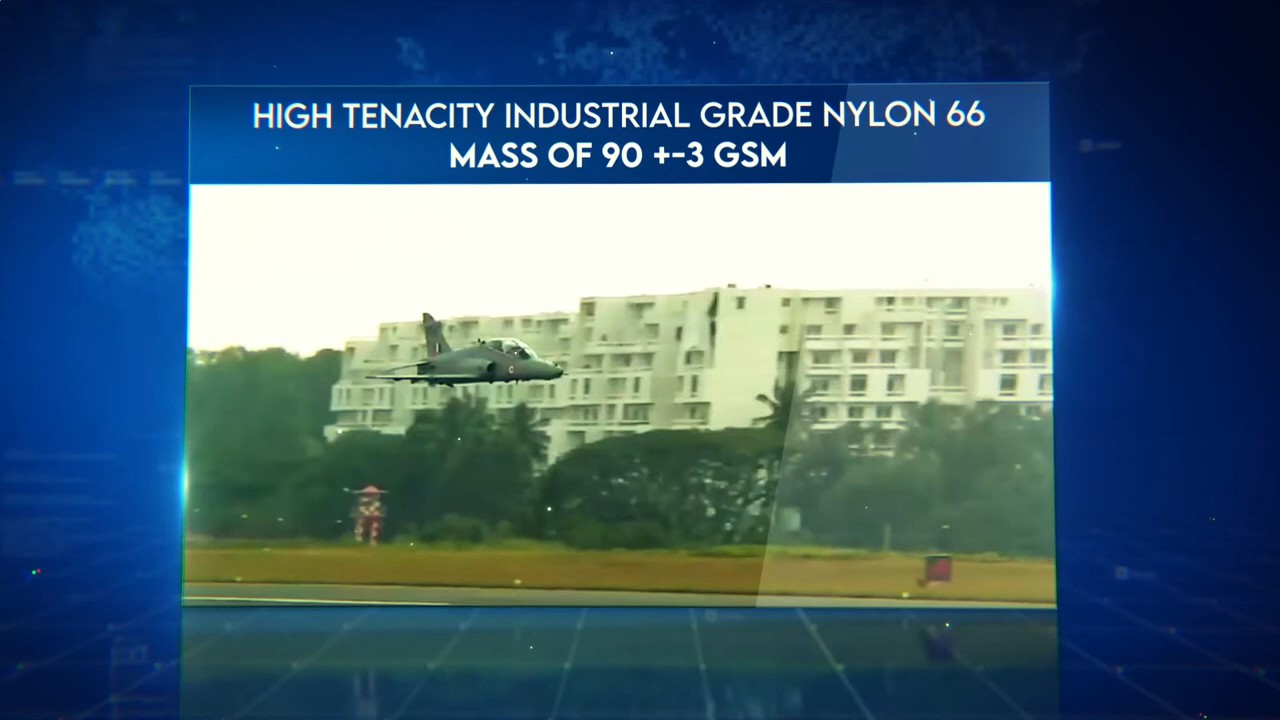 HIGH TENACITY INDUSTRIAL GRADE NYLON 66
MASS OF 90 +-3 GSM